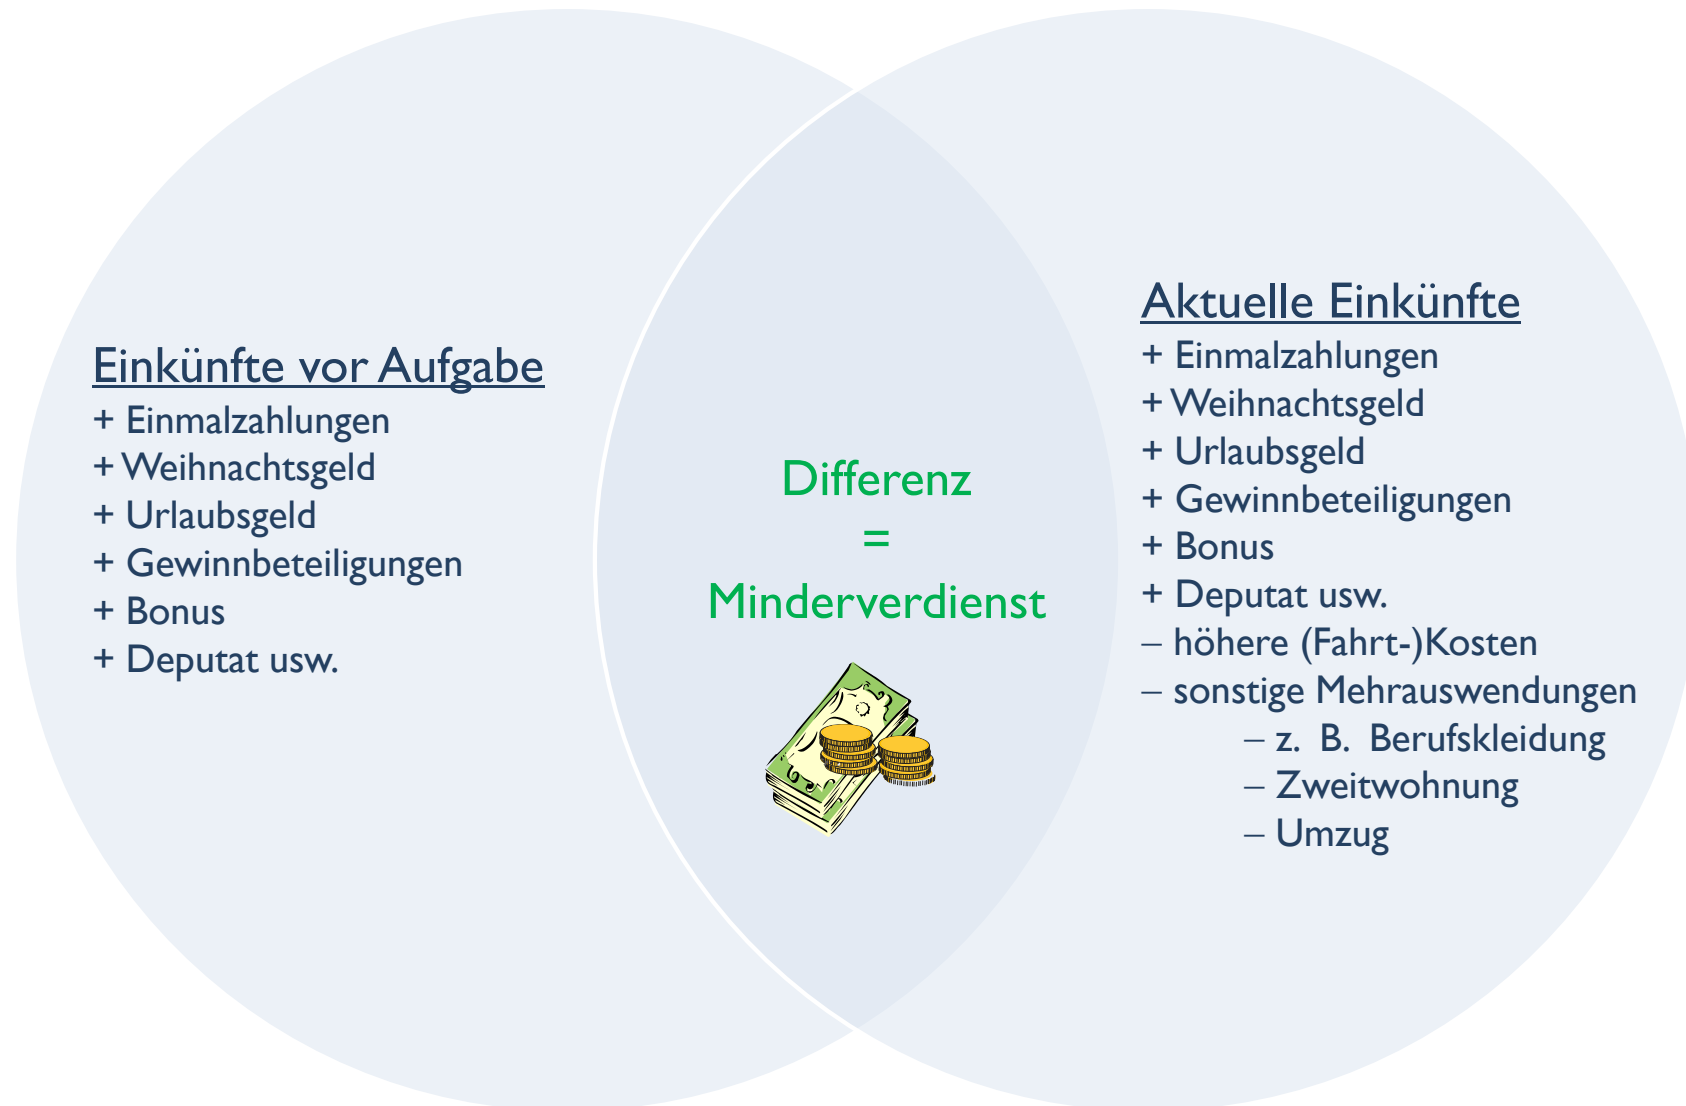 Einkünfte vor Aufgabe
+ Einmalzahlungen
+ Weihnachtsgeld
+ Urlaubsgeld
+ Gewinnbeteiligungen
+ Bonus
+ Deputat usw.
Differenz
=
Minderverdienst
Aktuelle Einkünfte
+ Einmalzahlungen
+ Weihnachtsgeld
+ Urlaubsgeld
+ Gewinnbeteiligungen
+ Bonus
+ Deputat usw.
– höhere (Fahrt-)Kosten
– sonstige Mehrauswendungen
– z. B. Berufskleidung
– Zweitwohnung
– Umzug